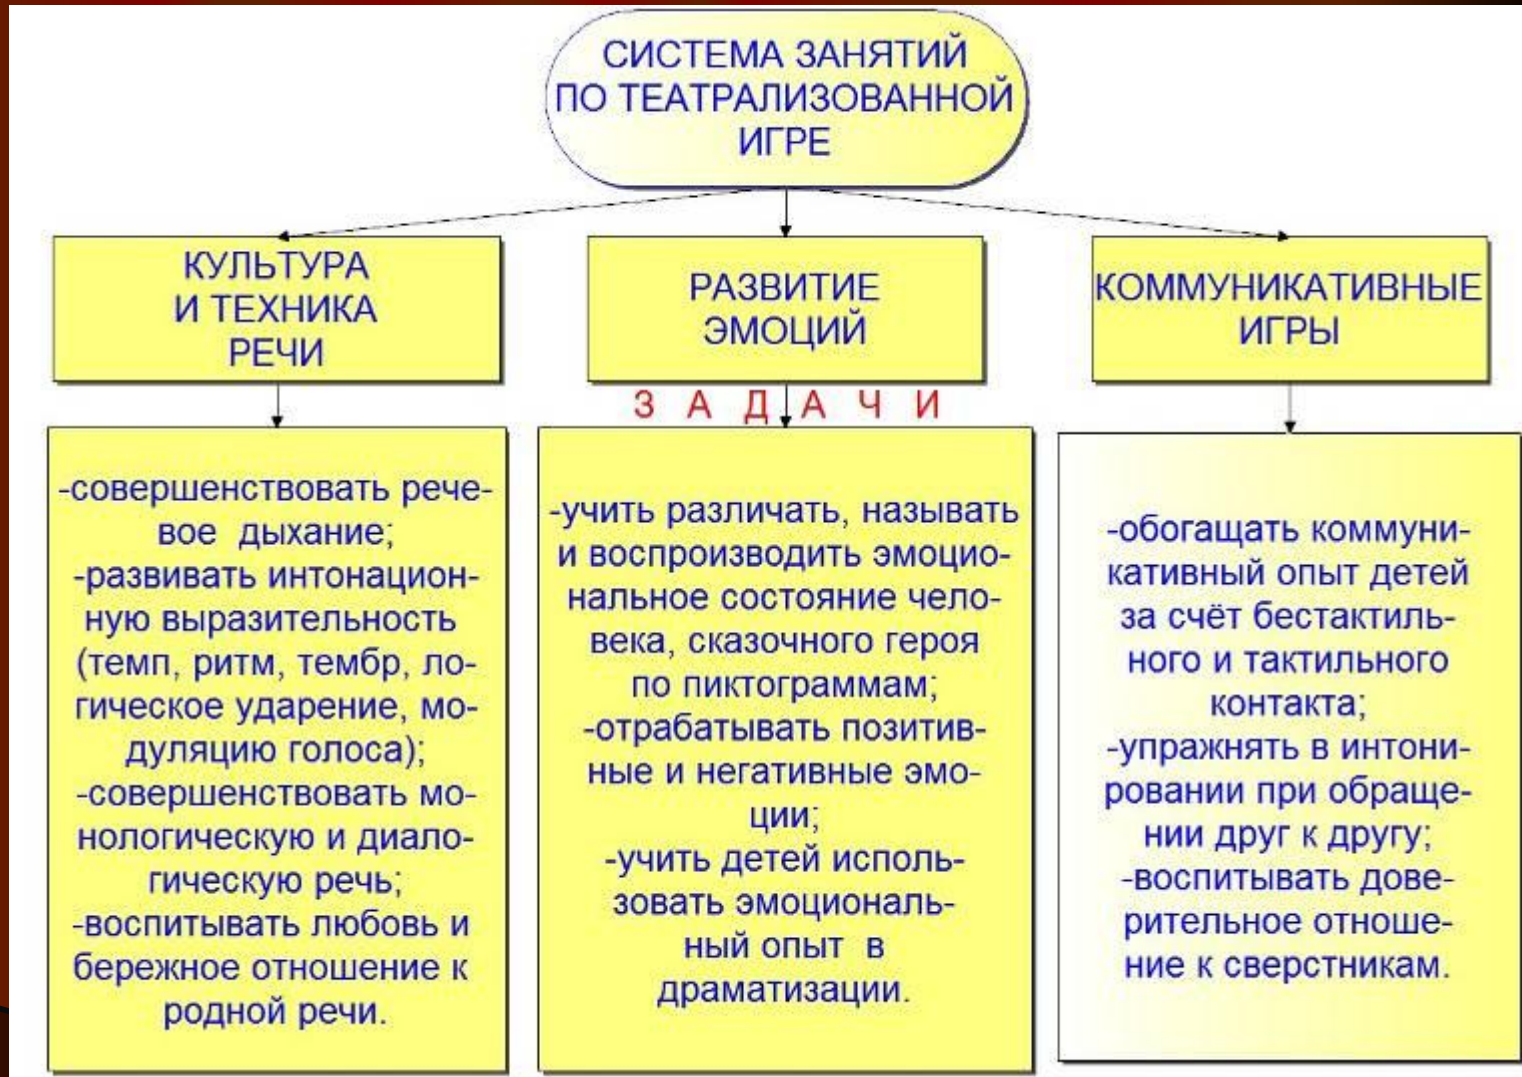 СИСТЕМА ЗАНЯТИЙ
ПО ТЕАТРАЛИЗОВАННОЙ
ИГРЕ
КУЛЬТУРА
И ТЕХНИКА
РЕЧИ
РАЗВИТИЕ
ЭМОЦИЙ
КОММУНИКАТИВНЫЕ
ИГРЫ
З А Д А Ч И
-совершенствовать рече-
вое дыхание;
-развивать интонацион-
ную выразительность
(темп, ритм, тембр, ло-
гическое ударение, мо-
дуляцию голоса);
-совершенствовать мо-
нологическую и диало-
гическую речь;
-воспитывать любовь и
бережное отношение к
родной речи.
-учить различать, называть
и воспроизводить эмоцио-
нальное состояние чело-
века, сказочного героя
по пиктограммам;
-отрабатывать позитив-
ные и негативные эмо-
ции;
-учить детей исполь-
зовать эмоциональ-
ный опыт в
драматизации.
-обогащать коммуни-
кативный опыт детей
за счёт бестактиль-
ного и тактильного
контакта;
-упражнять в интони-
ровании при обраще-
нии друг к другу;
-воспитывать дове-
рительное отноше-
ние к сверстникам.